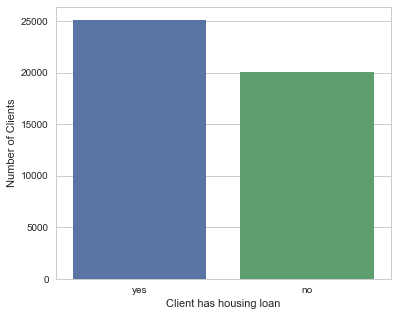 25000
20000
15000
10000
5000
0
Number of Clients
yes no
Client has housing loan